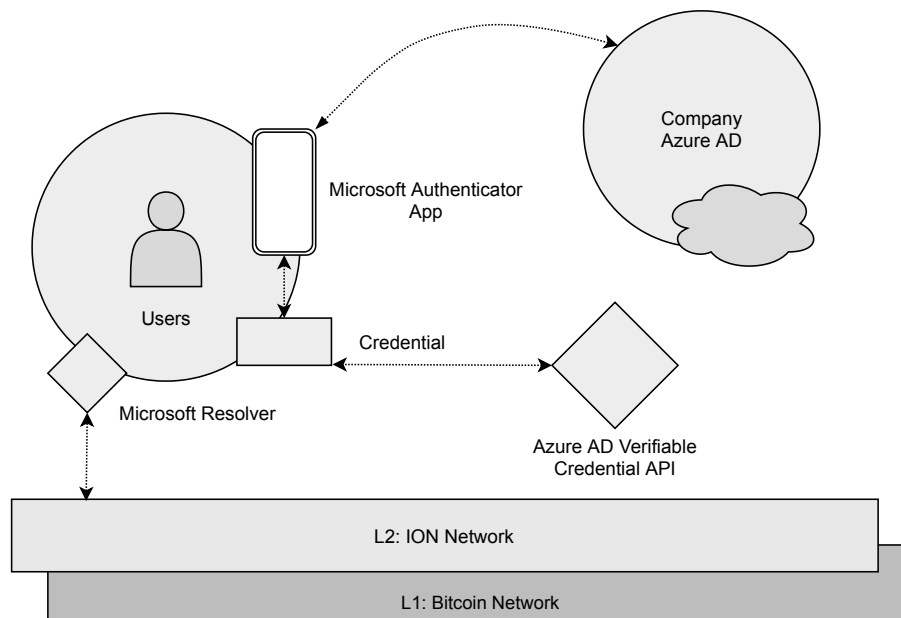 Company
Azure AD
Microsoft Authenticator
App
Users
Credential
Microsoft Resolver
Azure AD Verifiable
Credential API
L2: ION Network
L1: Bitcoin Network